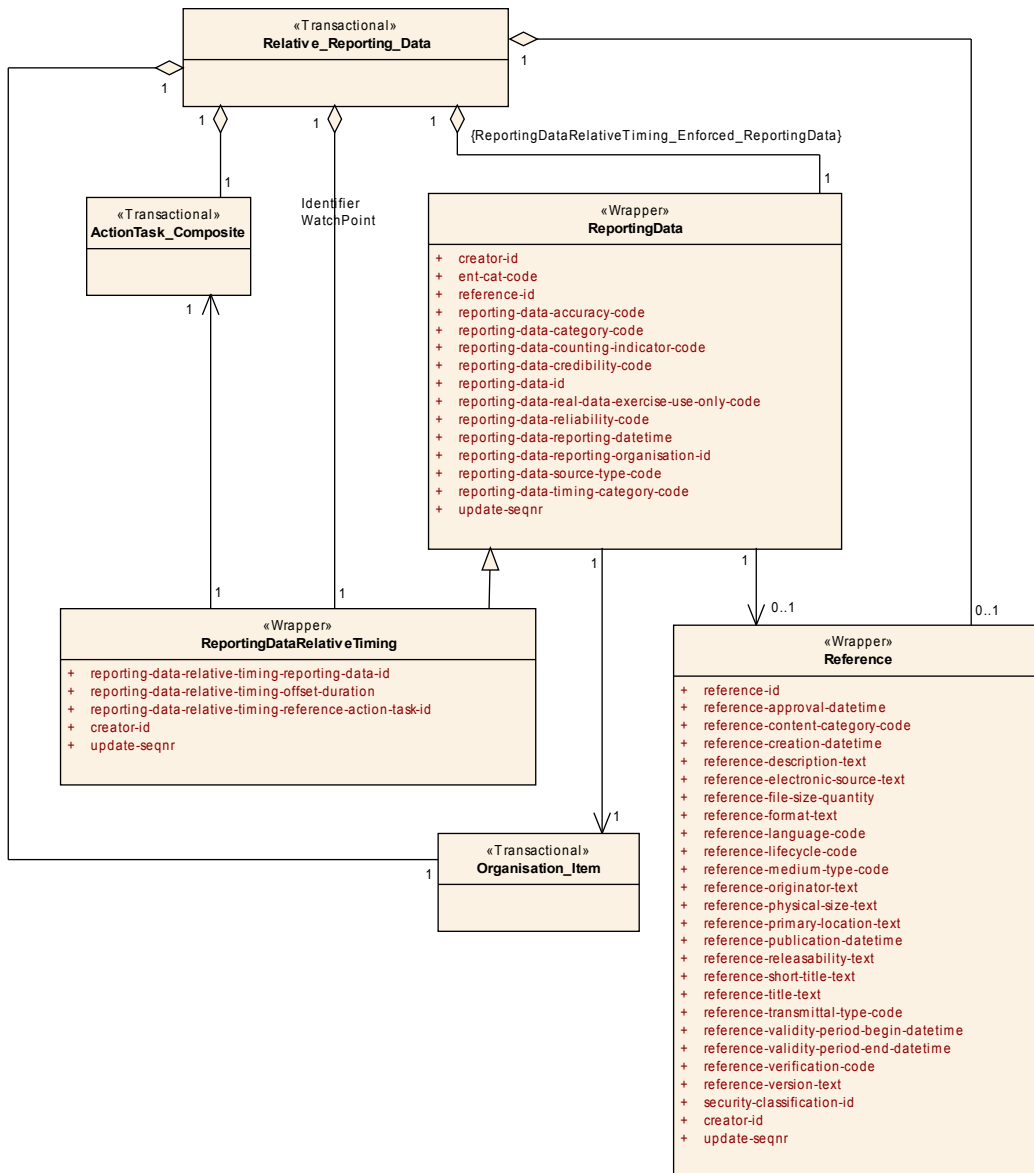 «Transactional»
Relative_Reporting_Data
1
1
1
1
1
{ReportingDataRelativeTiming_Enforced_ReportingData}
1
1
Identifier
WatchPoint
«Transactional»
ActionTask_Composite
1
«Wrapper»
ReportingData
+ creator-id
+ ent-cat-code
+ reference-id
+ reporting-data-accuracy-code
+ reporting-data-category-code
+ reporting-data-counting-indicator-code
+ reporting-data-credibility-code
+ reporting-data-id
+ reporting-data-real-data-exercise-use-only-code
+ reporting-data-reliability-code
+ reporting-data-reporting-datetime
+ reporting-data-reporting-organisation-id
+ reporting-data-source-type-code
+ reporting-data-timing-category-code
+ update-seqnr
1
1
1
1
0..1
0..1
«Wrapper»
ReportingDataRelativeTiming
+ reporting-data-relative-timing-reporting-data-id
+ reporting-data-relative-timing-offset-duration
+ reporting-data-relative-timing-reference-action-task-id
+ creator-id
+ update-seqnr
1
1
«Transactional»
Organisation_Item
«Wrapper»
Reference
+ reference-id
+ reference-approval-datetime
+ reference-content-category-code
+ reference-creation-datetime
+ reference-description-text
+ reference-electronic-source-text
+ reference-file-size-quantity
+ reference-format-text
+ reference-language-code
+ reference-lifecycle-code
+ reference-medium-type-code
+ reference-originator-text
+ reference-physical-size-text
+ reference-primary-location-text
+ reference-publication-datetime
+ reference-releasability-text
+ reference-short-title-text
+ reference-title-text
+ reference-transmittal-type-code
+ reference-validity-period-begin-datetime
+ reference-validity-period-end-datetime
+ reference-verification-code
+ reference-version-text
+ security-classification-id
+ creator-id
+ update-seqnr